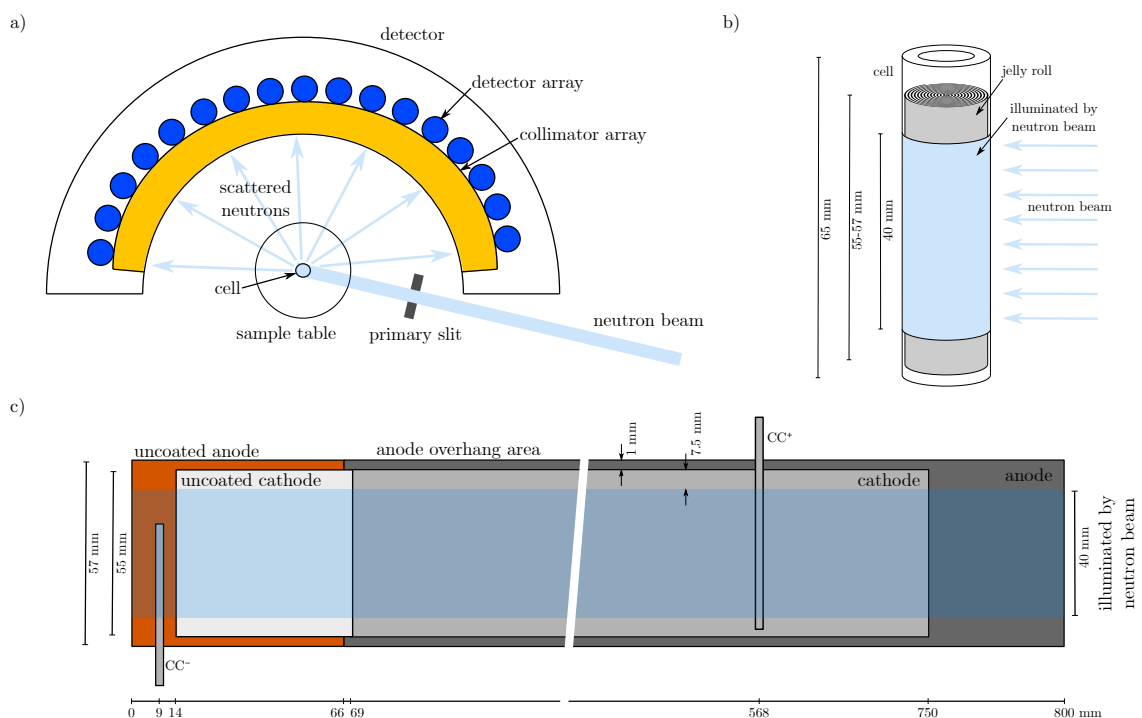 a)
detector
detector array
collimator array
scattered
neutrons
cell
sample table
primary slit
neutron beam
b)
cell
jelly roll
illuminated by
neutron beam
neutron beam
65 mm
55-57 mm
40 mm
c)
uncoated anode
anode overhang area
1 mm
7.5 mm
CC⁺
uncoated cathode
cathode
anode
57 mm
55 mm
40 mm
illuminated by
neutron beam
CC⁻
0 9 14 66 69 568 750 800 mm